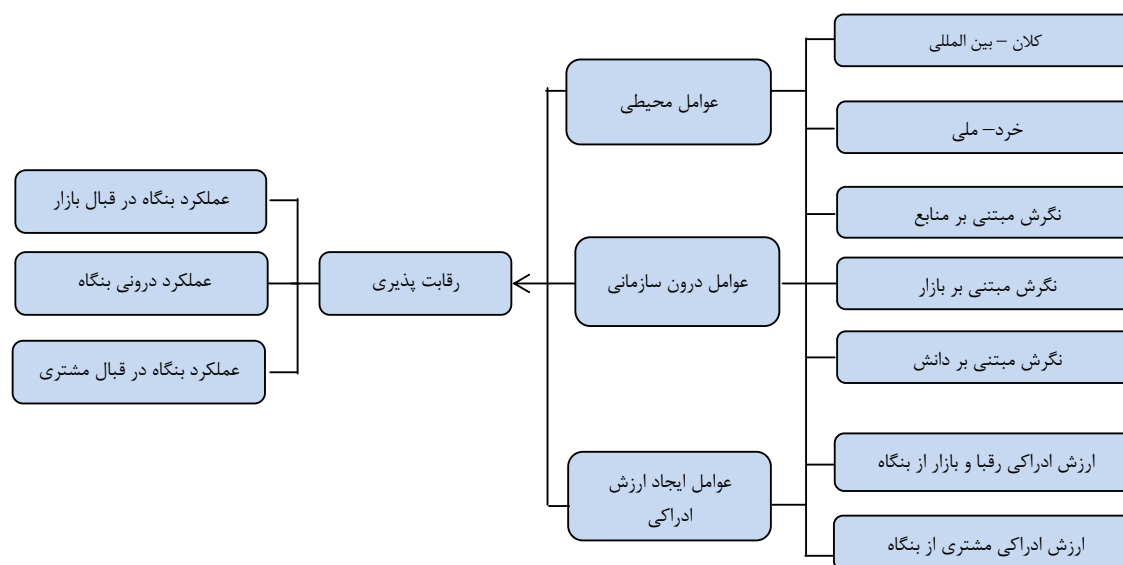 کلان – بین المللی
خرد– ملی
نگرش مبتنی بر منابع
نگرش مبتنی بر بازار
نگرش مبتنی بر دانش
ارزش ادراکی رقبا و بازار از بنگاه
ارزش ادراکی مشتری از بنگاه
عوامل محیطی
عوامل درون سازمانی
عوامل ایجاد ارزش
ادراکی
رقابت پذیری
عملکرد بنگاه در قبال بازار
عملکرد درونی بنگاه
عملکرد بنگاه در قبال مشتری